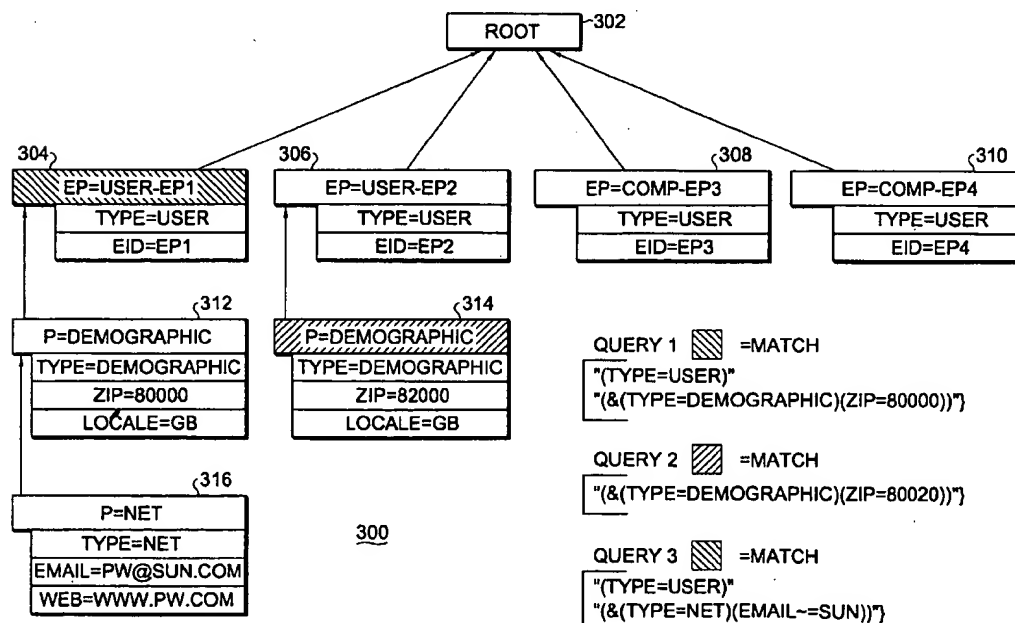 302
ROOT
304
EP=USER-EP1
TYPE=USER
EID=EP1
306
EP=USER-EP2
TYPE=USER
EID=EP2
308
EP=COMP-EP3
TYPE=USER
EID=EP3
310
EP=COMP-EP4
TYPE=USER
EID=EP4
312
P=DEMOGRAPHIC
TYPE=DEMOGRAPHIC
ZIP=80000
LOCALE=GB
314
P=DEMOGRAPHIC
TYPE=DEMOGRAPHIC
ZIP=82000
LOCALE=GB
316
P=NET
TYPE=NET
EMAIL=PW@SUN.COM
WEB=WWW.PW.COM
300
QUERY 1 =MATCH
"(TYPE=USER)"
"(&(TYPE=DEMOGRAPHIC)(ZIP=80000))"}
QUERY 2 =MATCH
"(&(TYPE=DEMOGRAPHIC)(ZIP=80020))"}
QUERY 3 =MATCH
"(TYPE=USER)"
"(&(TYPE=NET)(EMAIL~=SUN))"}